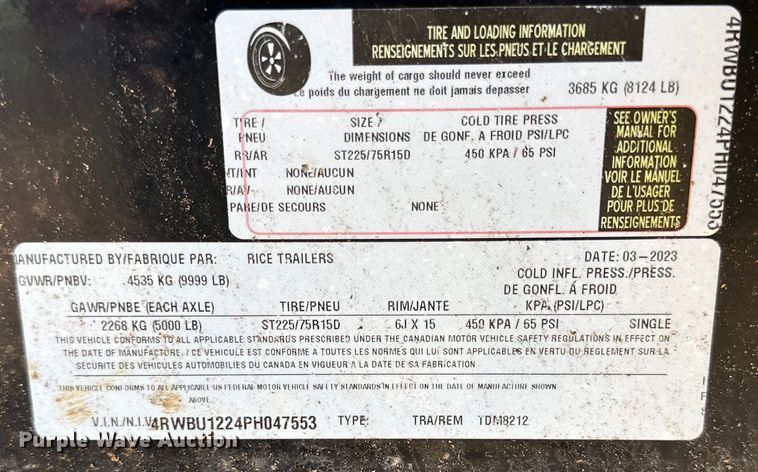 TIRE AND LOADING INFORMATION
RENSEIGNEMENTS SUR LES PNEUS ET LE CHARGEMENT
The weight of cargo should never exceed
Le poids du chargement ne doit jamais depasser
3685 KG (8124 LB)
TIRE / SIZE / COLD TIRE PRESS
PNEU DIMENSIONS DE GONF. A FROID PSI/LPC
RR/AR ST225/75R15D 450 KPA / 65 PSI
NT/INT NONE/AUCUN
R/AV- NONE/AUCUN
SPARE/DE SECOURS NONE
SEE OWNER'S
MANUAL FOR
ADDITIONAL
INFORMATION
VOIR LE MANUEL
DE L'USAGER
POUR PLUS DE
RENSEIGNEMENTS
4RWBU1224PH047553
MANUFACTURED BY/FABRIQUE PAR: RICE TRAILERS DATE: 03-2023
GVWR/PNBV: 4535 KG (9999 LB) COLD INFL. PRESS./PRESS.
DE GONFL. A FROID
GAWR/PNBE (EACH AXLE) TIRE/PNEU RIM/JANTE KPA (PSI/LPC)
2268 KG (5000 LB) ST225/75R15D 6J X 15 450 KPA / 65 PSI SINGLE
THIS VEHICLE CONFORMS TO ALL APPLICABLE STANDARDS PRESCRIBED UNDER THE CANADIAN MOTOR VEHICLE SAFETY REGULATIONS IN EFFECT ON
THE DATE OF MANUFACTURE / CE VEHICULE EST CONFORME A TOUTES LES NORMES QUI LUI SONT APPLICABLES EN VERTU DU REGLEMENT SUR LA
SECURITE DES VEHICULES AUTOMOBILES DU CANADA EN VIGUEUR A LA DATE DE SA FABRICATION
THIS VEHICLE CONFORMS TO ALL APPLICABLE US FEDERAL MOTOR VEHICLE SAFETY STANDARDS IN EFFECT ON THE DATE OF MANUFACTURE SHOWN
ABOVE
V.I.N./N.I.V. 4RWBU1224PH047553 TYPE: TRA/REM TDM8212
Purple Wave Auction